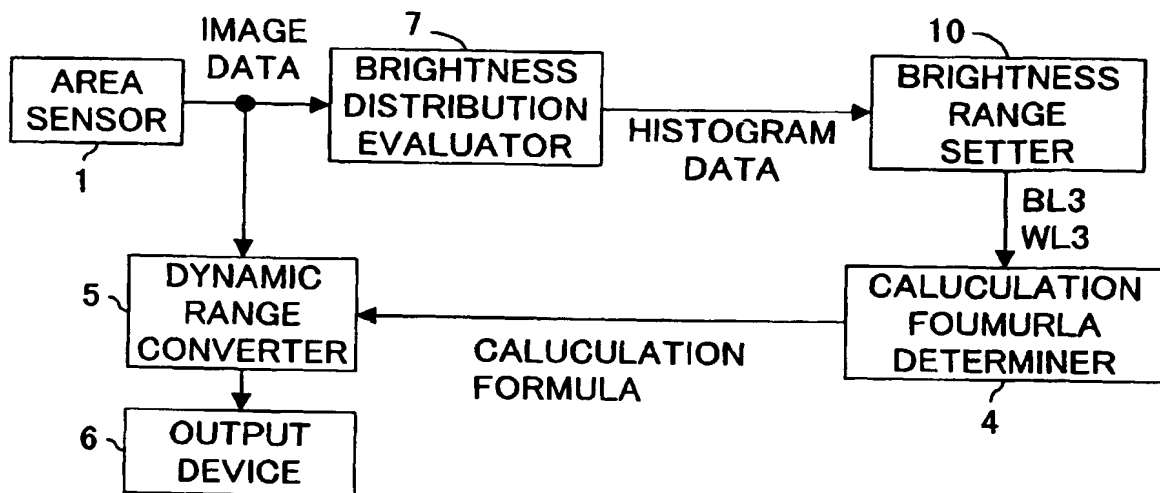 IMAGE
DATA
7
10
AREA
SENSOR
1
BRIGHTNESS
DISTRIBUTION
EVALUATOR
HISTOGRAM
DATA
BRIGHTNESS
RANGE
SETTER
BL3
WL3
5
DYNAMIC
RANGE
CONVERTER
CALUCULATION
FORMULA
CALUCULATION
FOUMURLA
DETERMINER
4
6
OUTPUT
DEVICE